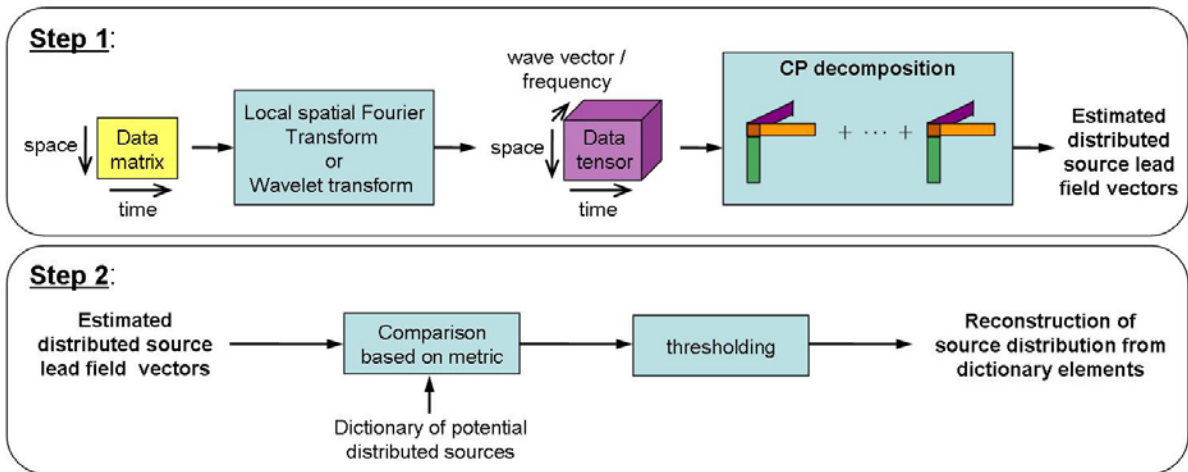 Step 1:
wave vector /
frequency
CP decomposition
space
Data
matrix
time
Local spatial Fourier
Transform
or
Wavelet transform
space
Data
tensor
time
+ ... +
Estimated
distributed
source lead
field vectors
Step 2:
Estimated
distributed source
lead field vectors
Comparison
based on metric
Dictionary of potential
distributed sources
thresholding
Reconstruction of
source distribution from
dictionary elements